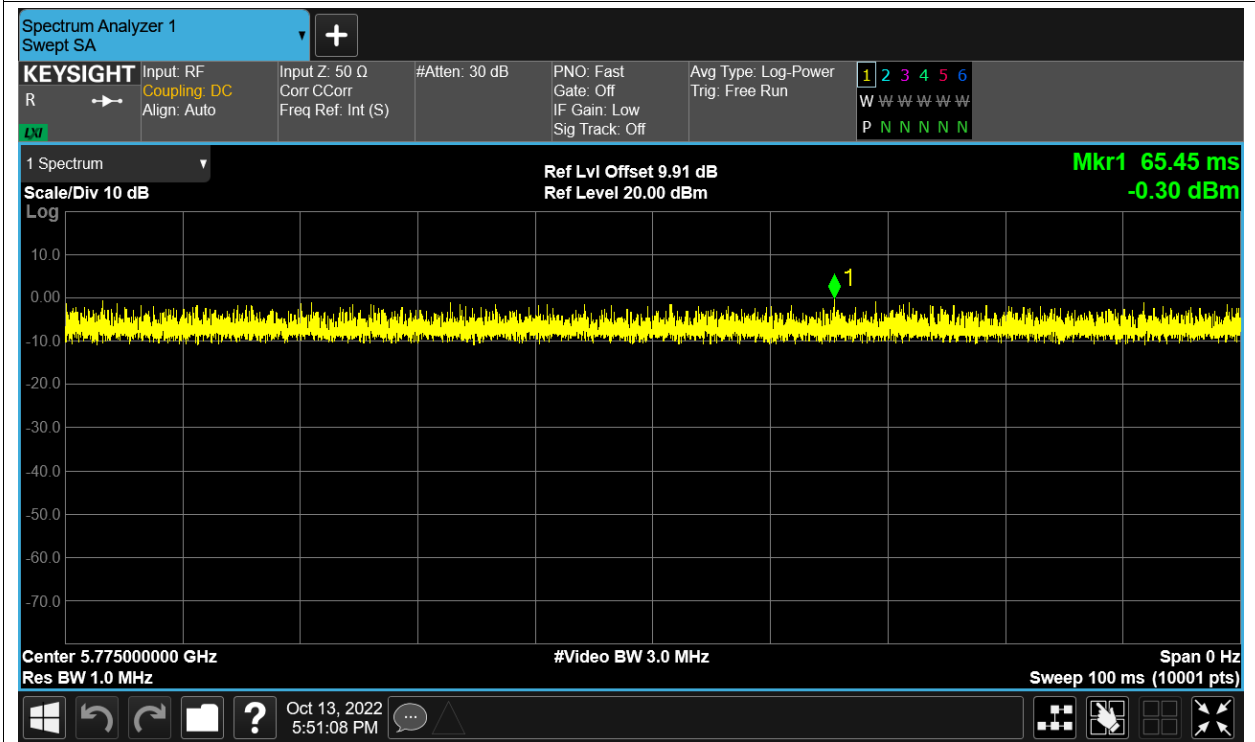 Spectrum Analyzer 1
Swept SA
KEYSIGHT
R
LXI
Input: RF
Coupling: DC
Align: Auto
Input Z: 50 Ω
Corr CCorr
Freq Ref: Int (S)
#Atten: 30 dB
PNO: Fast
Gate: Off
IF Gain: Low
Sig Track: Off
Avg Type: Log-Power
Trig: Free Run
1 2 3 4 5 6
W W W W W W
P N N N N N
1 Spectrum
Scale/Div 10 dB
Log
Ref Lvl Offset 9.91 dB
Ref Level 20.00 dBm
Mkr1 65.45 ms
-0.30 dBm
10.0
1
0.00
-10.0
-20.0
-30.0
-40.0
-50.0
-60.0
-70.0
Center 5.775000000 GHz
#Video BW 3.0 MHz
Span 0 Hz
Res BW 1.0 MHz
Sweep 100 ms (10001 pts)
?
Oct 13, 2022
5:51:08 PM